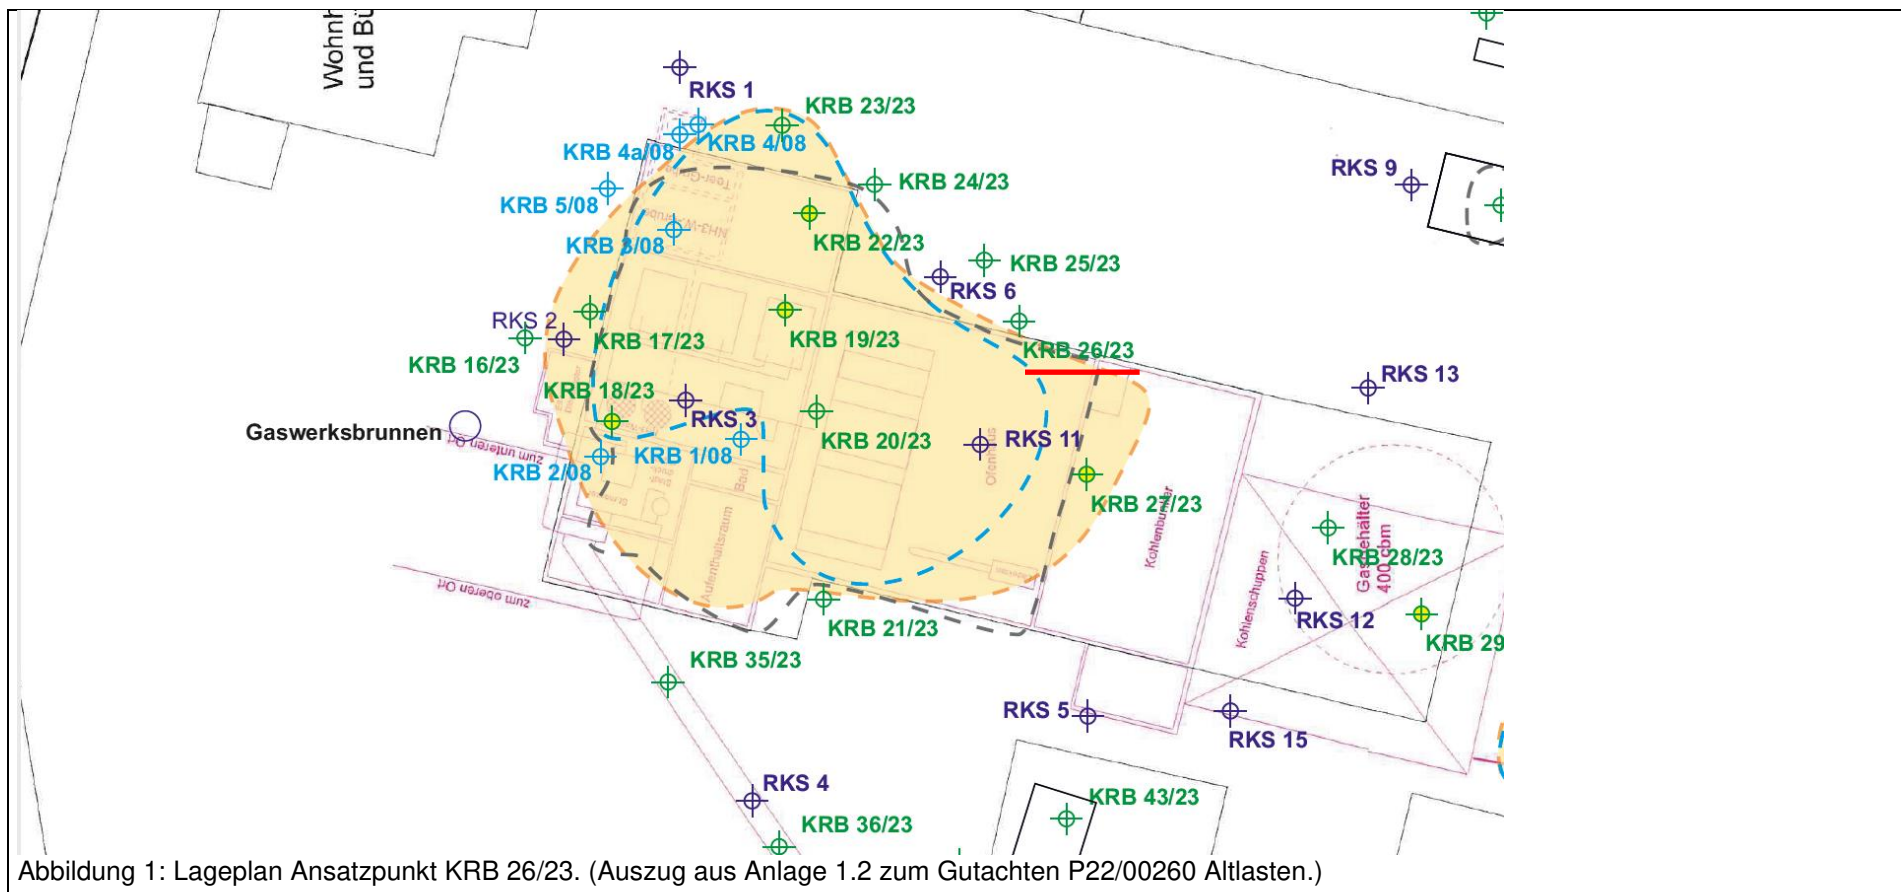 Wohnh
und Bü
RKS 1
KRB 23/23
KRB 4/08
KRB 4a/08
KRB 24/23
RKS 9
Teer-Grube
KRB 5/08
NH3-W.-Grube
KRB 22/23
KRB 3/08
KRB 25/23
RKS 6
RKS 2
KRB 17/23
KRB 19/23
KRB 26/23
KRB 16/23
RKS 13
KRB 18/23
RKS 3
Gaswerksbrunnen
KRB 20/23
RKS 11
zum unteren Ort
KRB 1/08
Ofenhaus
KRB 2/08
Bad
KRB 27/23
Kohlenbunker
Aufenthaltsraum
Gasbehälter
400 cbm
KRB 28/23
Kohlenschuppen
zum oberen Ort
RKS 12
KRB 21/23
KRB 29
KRB 35/23
RKS 5
RKS 15
RKS 4
KRB 43/23
KRB 36/23
Abbildung 1: Lageplan Ansatzpunkt KRB 26/23. (Auszug aus Anlage 1.2 zum Gutachten P22/00260 Altlasten.)